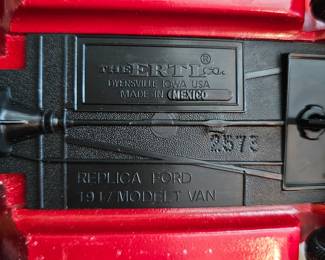 THE ERTL CO. ®
DYERSVILLE IOWA USA
MADE IN MEXICO
2573
REPLICA FORD
1917 MODEL T VAN